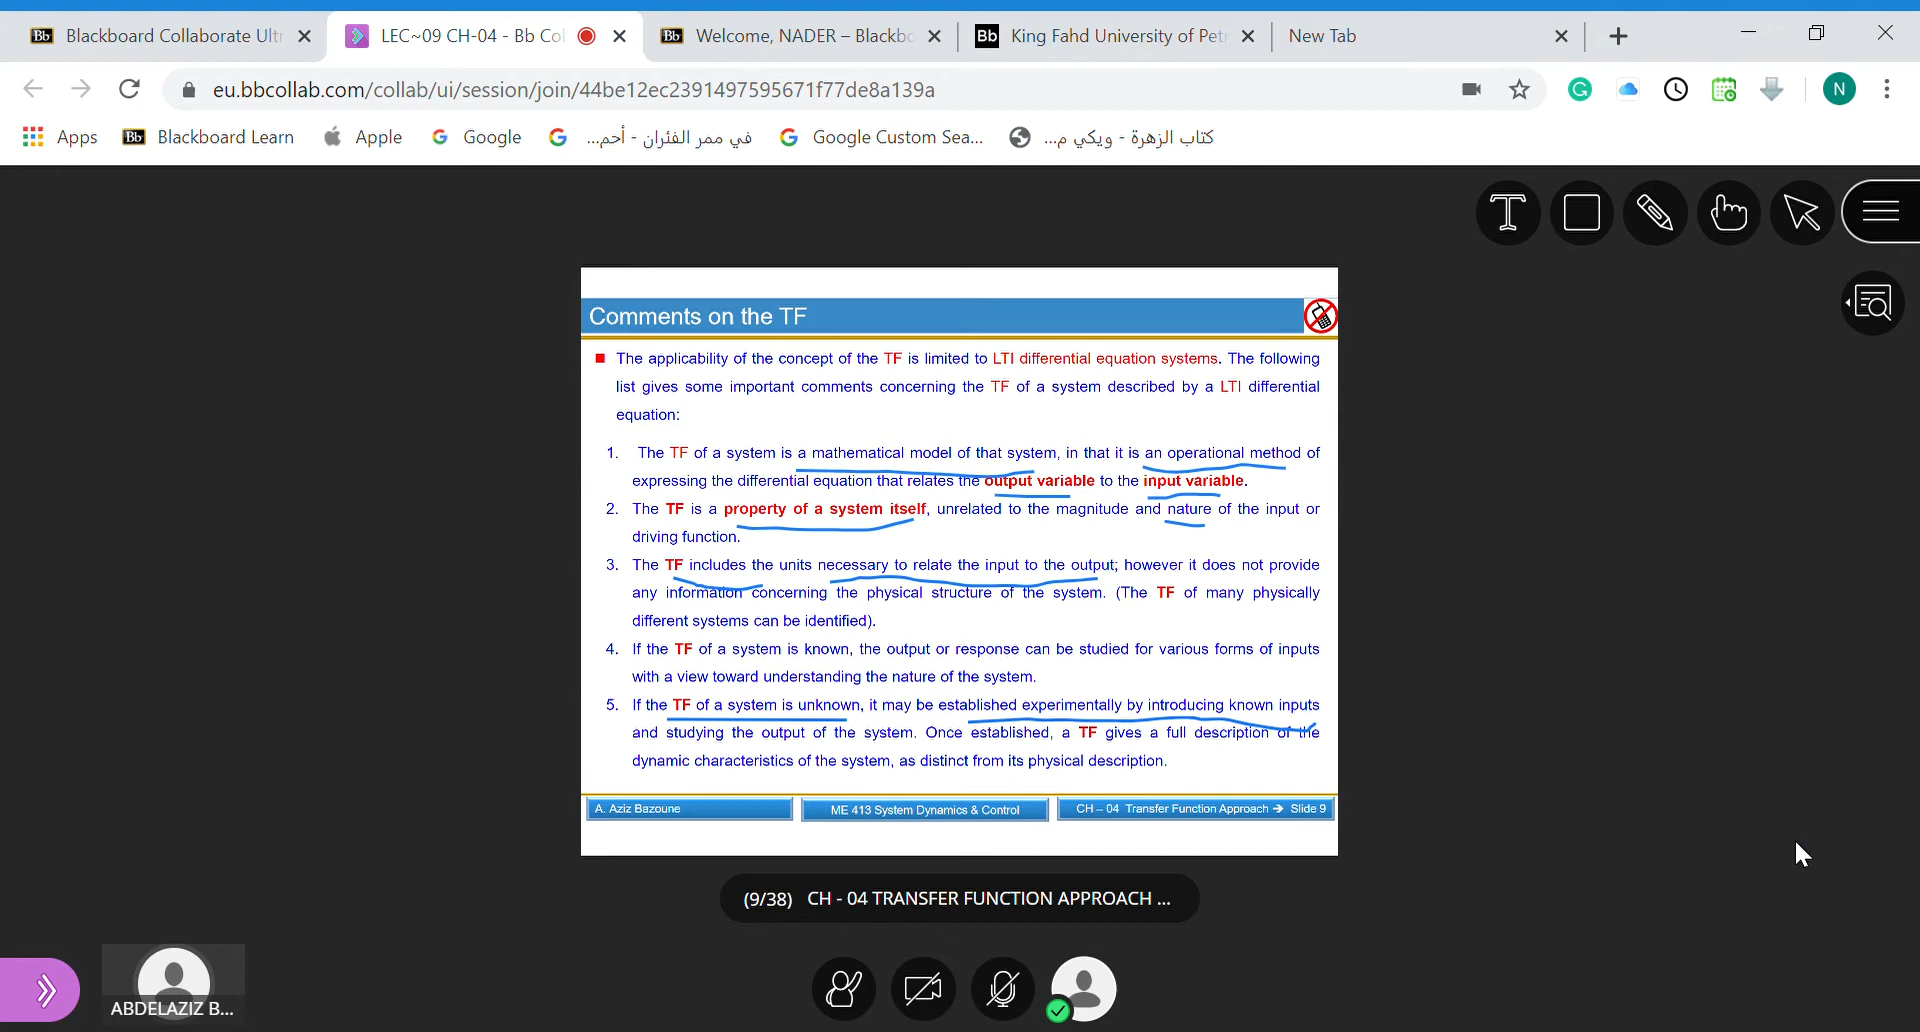 Blackboard Collaborate Ult
LEC~09 CH-04 - Bb Col
Welcome, NADER – Blackb
King Fahd University of Pet
New Tab
eu.bbcollab.com/collab/ui/session/join/44be12ec2391497595671f77de8a139a
N
Apps
Blackboard Learn
Apple
Google
في ممر الفئران - أحم...
Google Custom Sea...
كتاب الزهرة - ويكي م...
Comments on the TF
The applicability of the concept of the TF is limited to LTI differential equation systems. The following
list gives some important comments concerning the TF of a system described by a LTI differential
equation:
1. The TF of a system is a mathematical model of that system, in that it is an operational method of
expressing the differential equation that relates the output variable to the input variable.
2. The TF is a property of a system itself, unrelated to the magnitude and nature of the input or
driving function.
3. The TF includes the units necessary to relate the input to the output; however it does not provide
any information concerning the physical structure of the system. (The TF of many physically
different systems can be identified).
4. If the TF of a system is known, the output or response can be studied for various forms of inputs
with a view toward understanding the nature of the system.
5. If the TF of a system is unknown, it may be established experimentally by introducing known inputs
and studying the output of the system. Once established, a TF gives a full description of the
dynamic characteristics of the system, as distinct from its physical description.
A. Aziz Bazoune
ME 413 System Dynamics & Control
CH – 04 Transfer Function Approach ➔ Slide 9
(9/38) CH - 04 TRANSFER FUNCTION APPROACH ...
ABDELAZIZ B...